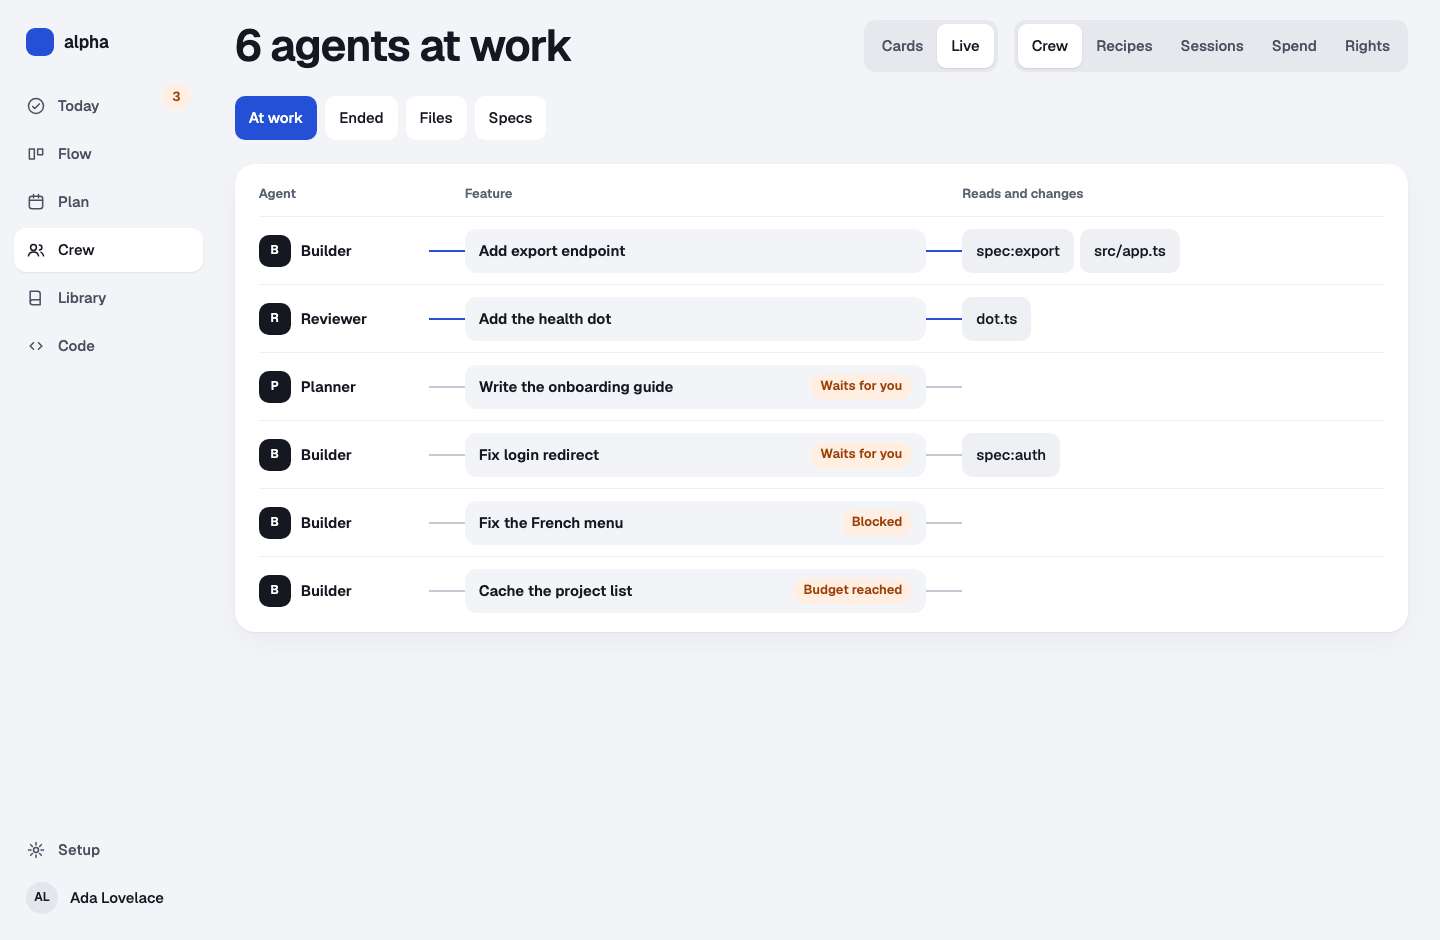 alpha
Today 3
Flow
Plan
Crew
Library
Code
Setup
AL Ada Lovelace
6 agents at work
Cards Live
Crew Recipes Sessions Spend Rights
At work Ended Files Specs
Agent Feature Reads and changes
B Builder Add export endpoint spec:export src/app.ts
R Reviewer Add the health dot dot.ts
P Planner Write the onboarding guide Waits for you
B Builder Fix login redirect Waits for you spec:auth
B Builder Fix the French menu Blocked
B Builder Cache the project list Budget reached